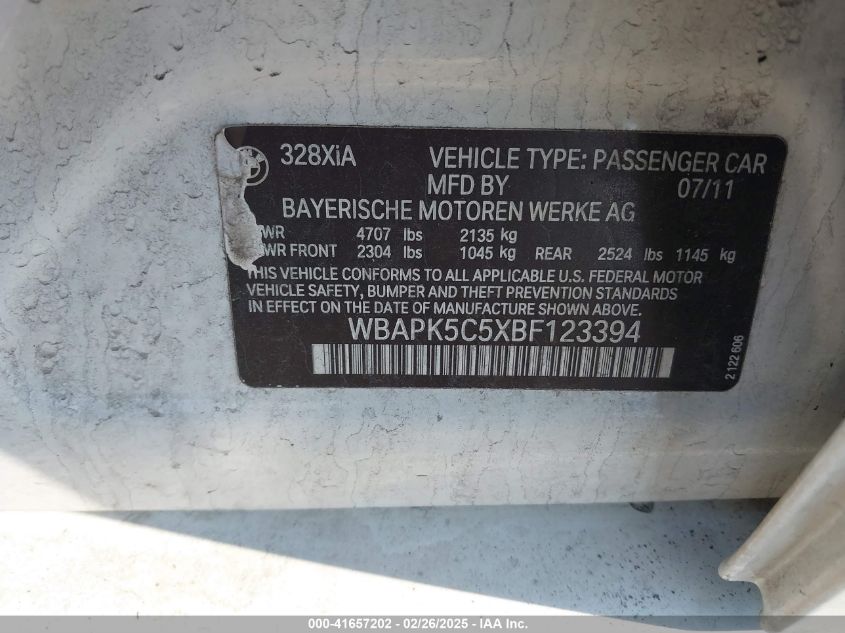 328XiA VEHICLE TYPE: PASSENGER CAR
MFD BY 07/11
BAYERISCHE MOTOREN WERKE AG
WR 4707 lbs 2135 kg
WR FRONT 2304 lbs 1045 kg REAR 2524 lbs 1145 kg
THIS VEHICLE CONFORMS TO ALL APPLICABLE U.S. FEDERAL MOTOR
VEHICLE SAFETY, BUMPER AND THEFT PREVENTION STANDARDS
IN EFFECT ON THE DATE OF MANUFACTURE SHOWN ABOVE.
WBAPK5C5XBF123394
2 122 606
000-41657202 - 02/26/2025 - IAA Inc.